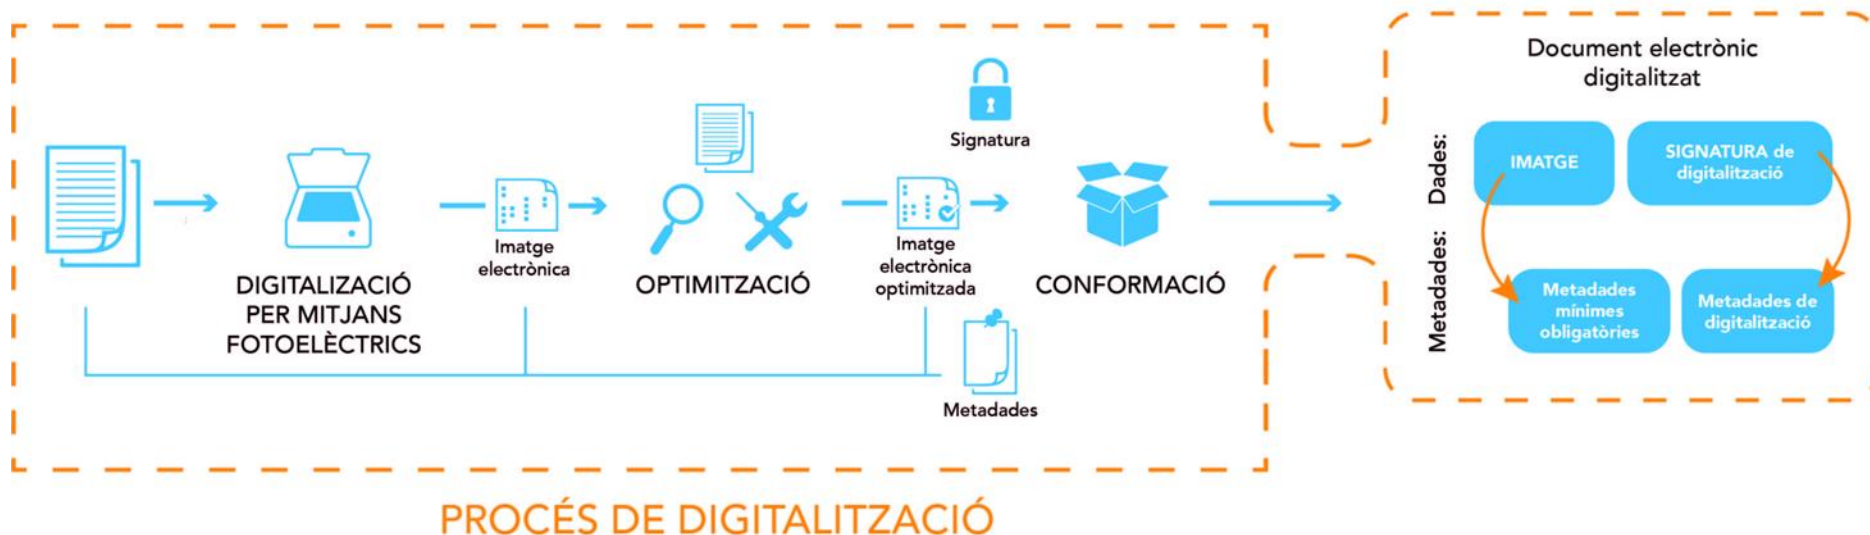 DIGITALIZACIÓ
PER MITJANS
FOTOELÈCTRICS
Imatge
electrònica
OPTIMITZACIÓ
Signatura
Imatge
electrònica
optimitzada
CONFORMACIÓ
Metadades
PROCÉS DE DIGITALITZACIÓ
Document electrònic
digitalitzat
Dades:
IMATGE
SIGNATURA de
digitalització
Metadades:
Metadades
mínimes
obligatòries
Metadades de
digitalització